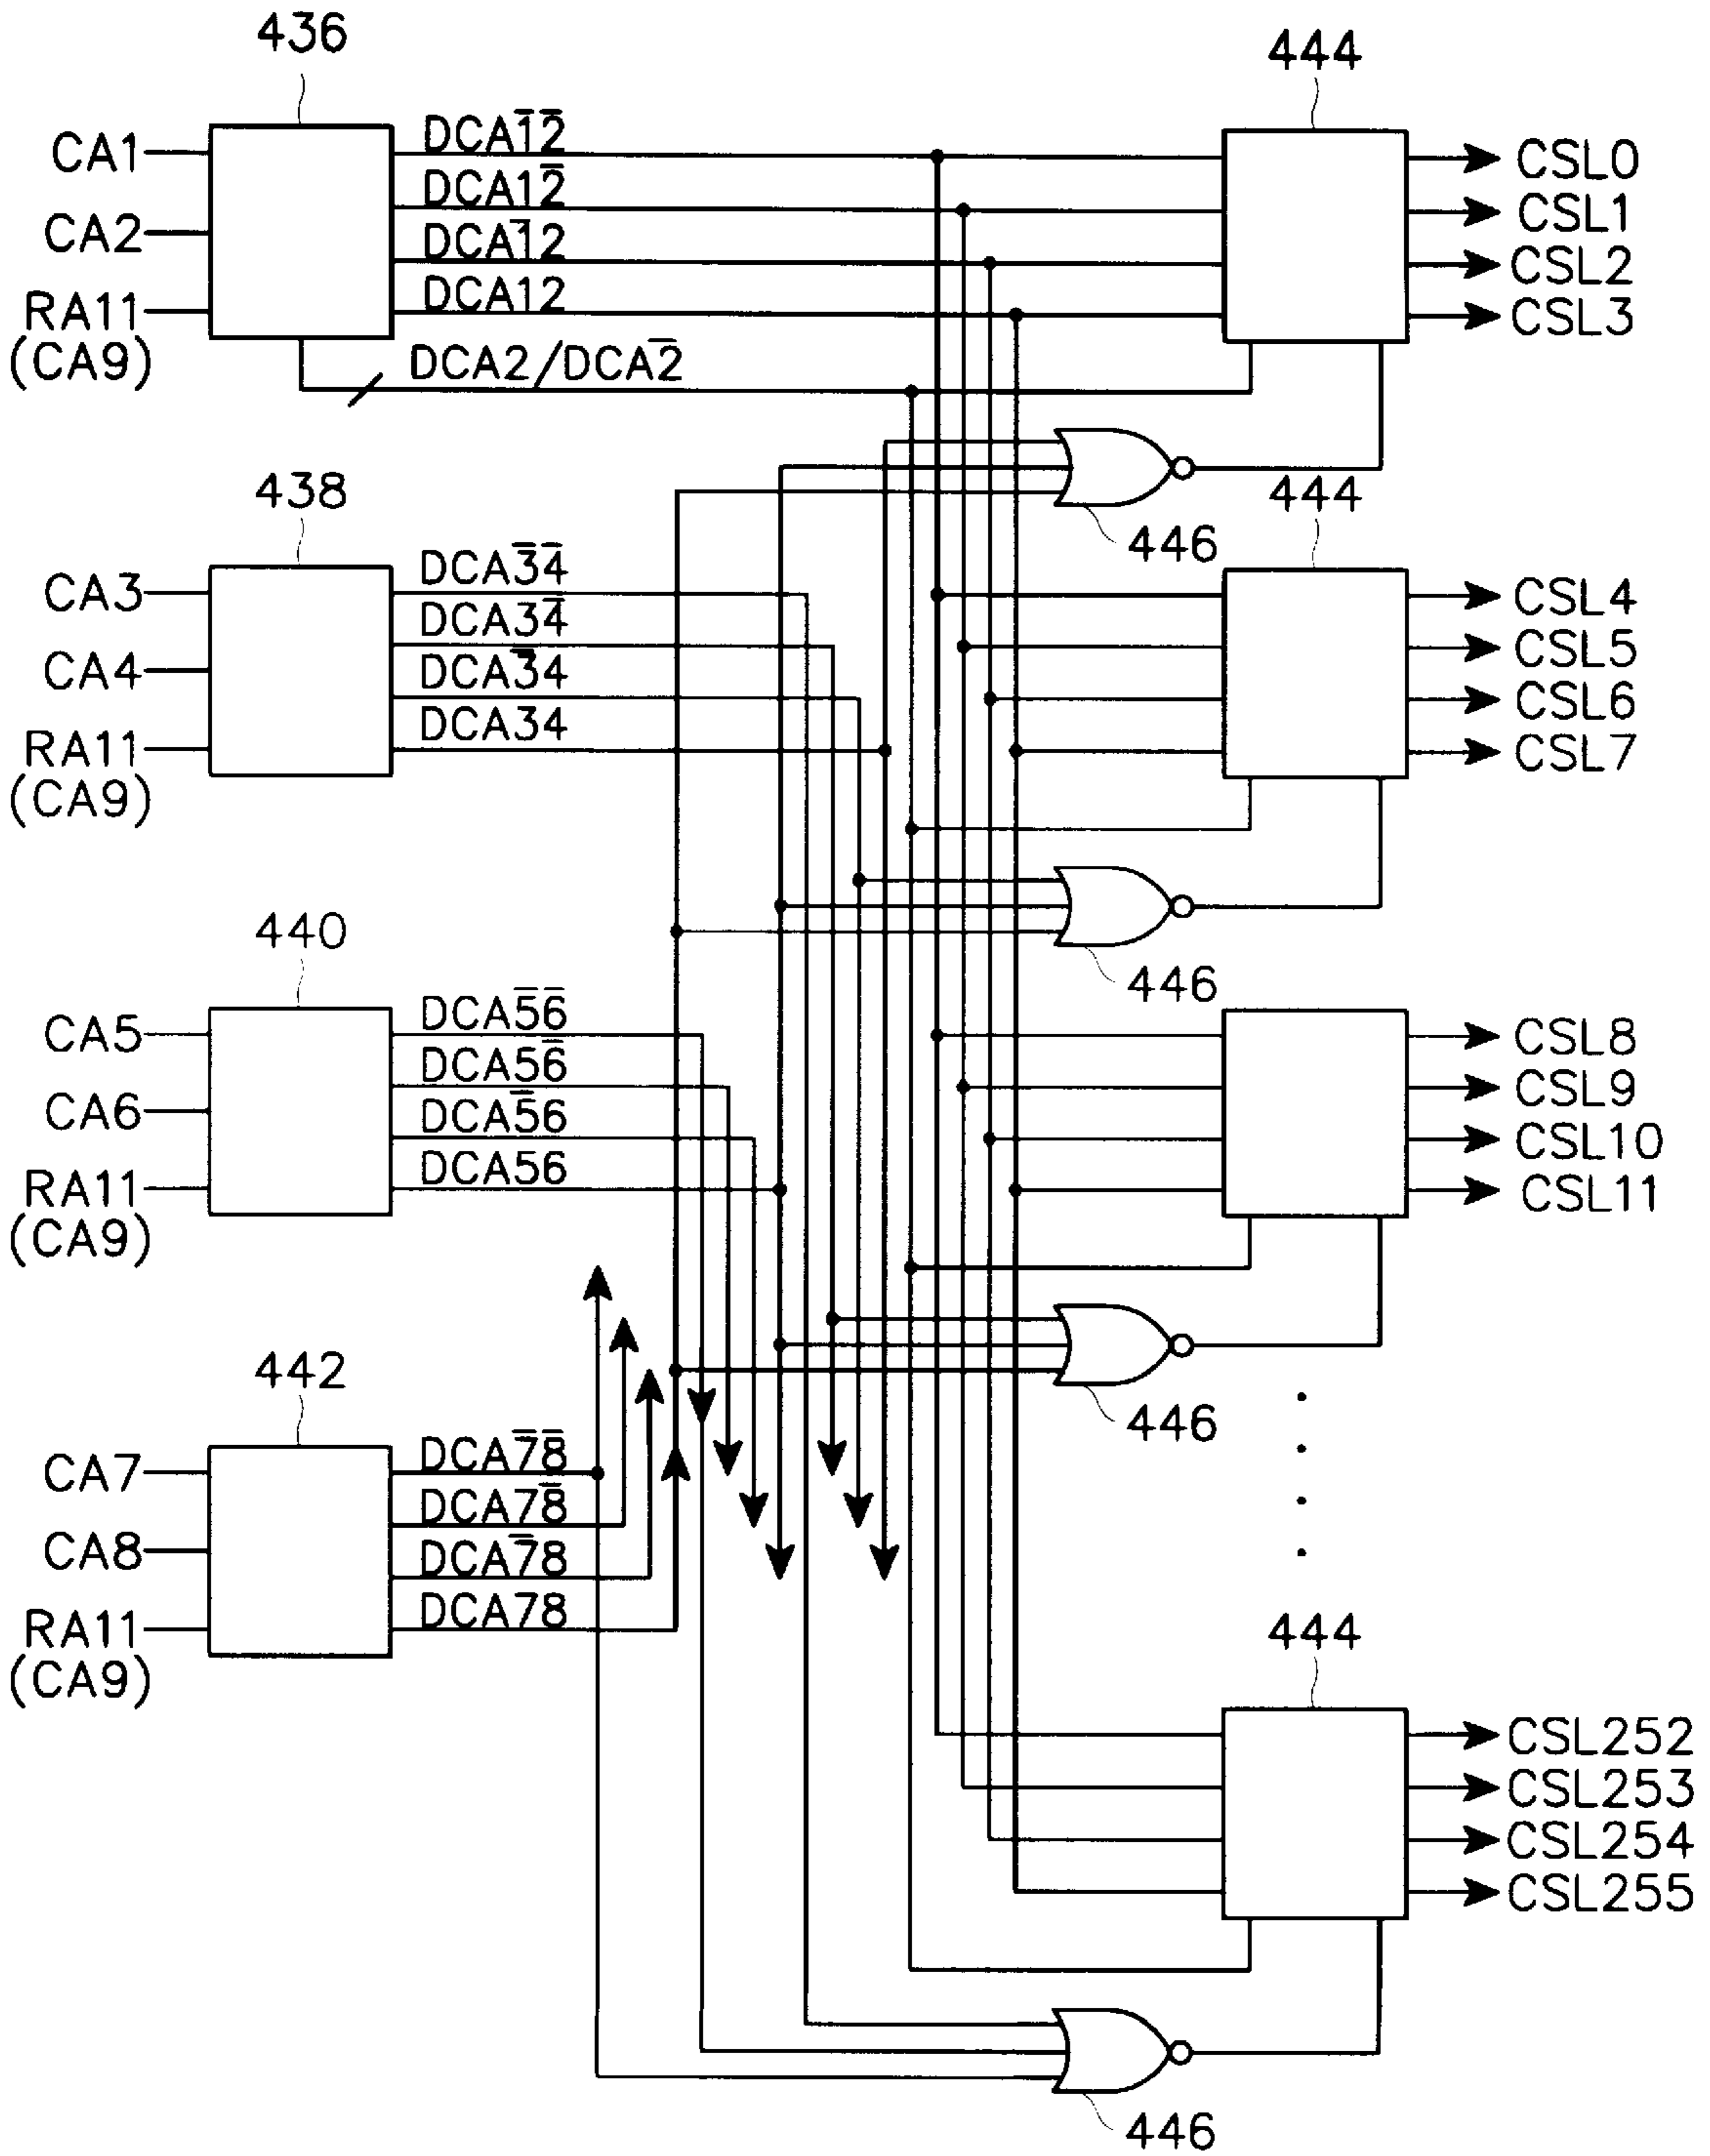 436
444
CA1
CA2
RA11
(CA9)
DCA1̅2̅
DCA12̅
DCA1̅2
DCA12
DCA2/DCA2̅
CSL0
CSL1
CSL2
CSL3
446
438
444
CA3
CA4
RA11
(CA9)
DCA3̅4̅
DCA34̅
DCA3̅4
DCA34
CSL4
CSL5
CSL6
CSL7
446
440
CA5
CA6
RA11
(CA9)
DCA5̅6̅
DCA56̅
DCA5̅6
DCA56
CSL8
CSL9
CSL10
CSL11
446
442
CA7
CA8
RA11
(CA9)
DCA7̅8̅
DCA78̅
DCA7̅8
DCA78
444
CSL252
CSL253
CSL254
CSL255
446